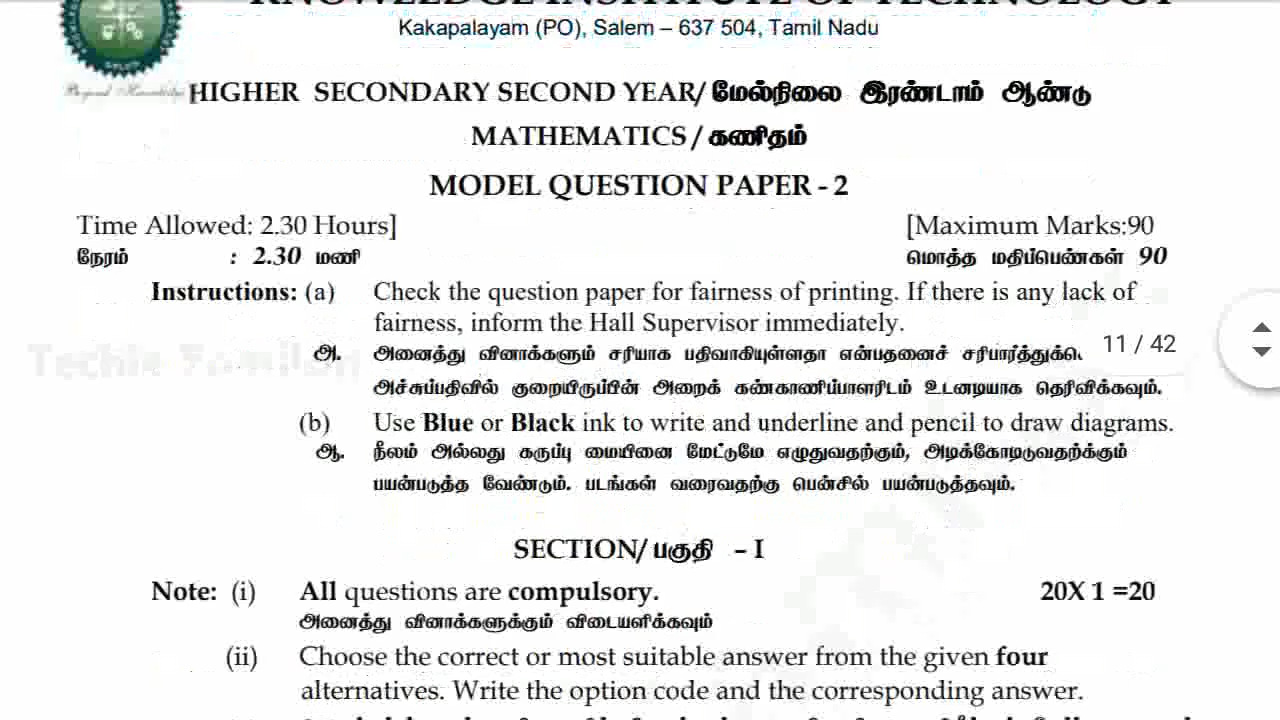 KNOWLEDGE INSTITUTE OF TECHNOLOGY
Kakapalayam (PO), Salem – 637 504, Tamil Nadu
Beyond Knowledge
HIGHER SECONDARY SECOND YEAR/ மேல்நிலை இரண்டாம் ஆண்டு
MATHEMATICS / கணிதம்
MODEL QUESTION PAPER - 2
Time Allowed: 2.30 Hours] [Maximum Marks:90
நேரம் : 2.30 மணி மொத்த மதிப்பெண்கள் 90
Instructions: (a) Check the question paper for fairness of printing. If there is any lack of
fairness, inform the Hall Supervisor immediately.
அ. அனைத்து வினாக்களும் சரியாக பதிவாகியுள்ளதா என்பதனைச் 11 / 42
Techie Tamilan
அச்சுப்பதிவில் குறையிருப்பின் அறைக் கண்காணிப்பாளரிடம் உடனடியாக தெரிவிக்கவும்.
(b) Use Blue or Black ink to write and underline and pencil to draw diagrams.
ஆ. நீலம் அல்லது கருப்பு மையினை மேட்டுமே எழுதுவதற்கும், அடிக்கோடிடுவதற்க்கும்
பயன்படுத்த வேண்டும். படங்கள் வரைவதற்கு பென்சில் பயன்படுத்தவும்.
SECTION/ பகுதி – I
Note: (i) All questions are compulsory. 20X 1 =20
அனைத்து வினாக்களுக்கும் விடையளிக்கவும்
(ii) Choose the correct or most suitable answer from the given four
alternatives. Write the option code and the corresponding answer.